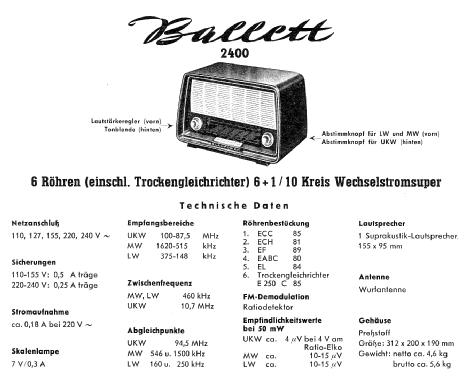 Ballett
2400
Lautstärkeregler (vorn)
Tonblende (hinten)
Abstimmknopf für LW und MW (vorn)
Abstimmknopf für UKW (hinten)
6 Röhren (einschl. Trockengleichrichter) 6+1/10 Kreis Wechselstromsuper
Technische Daten
Netzanschluß
110, 127, 155, 220, 240 V ~
Sicherungen
110-155 V: 0,5 A träge
220-240 V: 0,25 A träge
Stromaufnahme
ca. 0,18 A bei 220 V ~
Skalenlampe
7 V/0,3 A
Empfangsbereiche
UKW 100-87,5 MHz
MW 1620-515 kHz
LW 375-148 kHz
Zwischenfrequenz
MW, LW 460 kHz
UKW 10,7 MHz
Abgleichpunkte
UKW 94,5 MHz
MW 546 u. 1500 kHz
LW 160 u. 250 kHz
Röhrenbestückung
1. ECC 85
2. ECH 81
3. EF 89
4. EABC 80
5. EL 84
6. Trockengleichrichter
E 250 C 85
FM-Demodulation
Ratiodetektor
Empfindlichkeitswerte
bei 50 mW
UKW ca. 4 µV bei 4 V am
Ratio-Elko
MW ca. 10-15 µV
LW ca. 10-15 µV
Lautsprecher
1 Suprakustik-Lautsprecher
155 x 95 mm
Antenne
Wurfantenne
Gehäuse
Preßstoff
Größe: 312 x 200 x 190 mm
Gewicht: netto ca. 4,6 kg
brutto ca. 5,6 kg